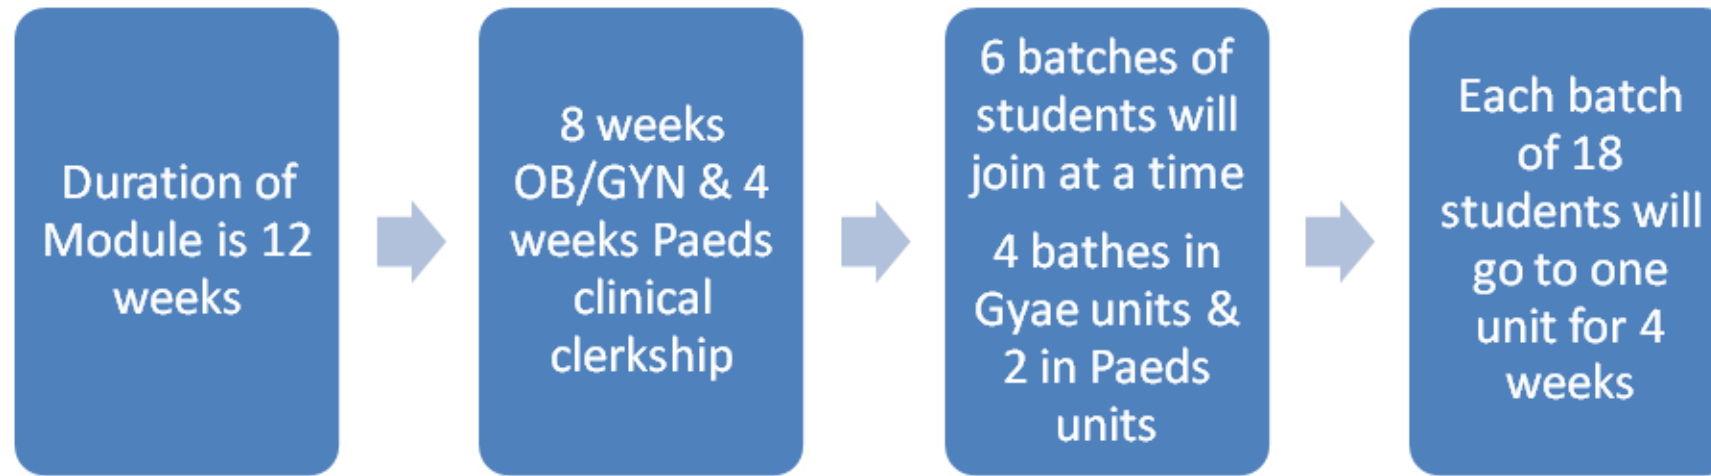 Duration of
Module is 12
weeks
8 weeks
OB/GYN & 4
weeks Paeds
clinical
clerkship
6 batches of
students will
join at a time
4 bathes in
Gyae units &
2 in Paeds
units
Each batch
of 18
students will
go to one
unit for 4
weeks